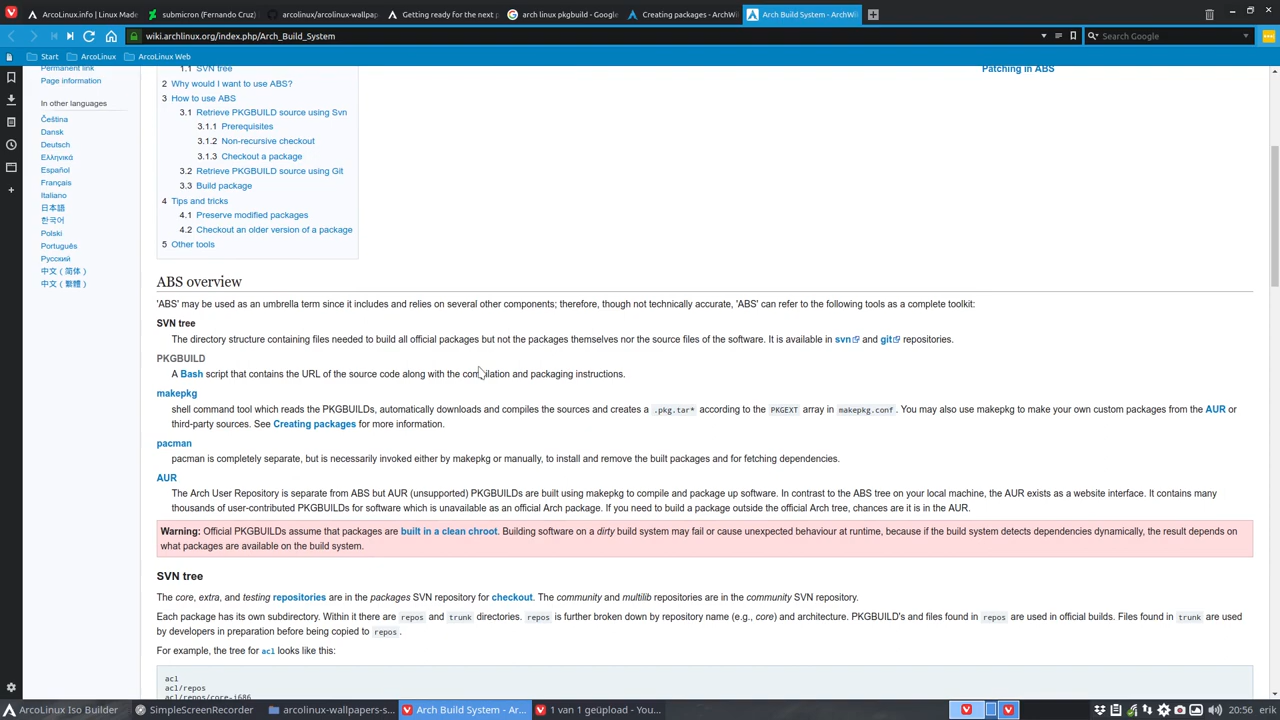 ArcoLinux.info | Linux Made
submicron (Fernando Cruz)
arcolinux/arcolinux-wallpap
Getting ready for the next p
arch linux pkgbuild - Google
Creating packages - ArchWi
Arch Build System - ArchWi
wiki.archlinux.org/index.php/Arch_Build_System
Search Google
Start
ArcoLinux
ArcoLinux Web
Permanent link
Page information
In other languages
Čeština
Dansk
Deutsch
Ελληνικά
Español
Français
Italiano
日本語
한국어
Polski
Português
Русский
中文（简体）
中文（繁體）
1.1 SVN tree
2 Why would I want to use ABS?
3 How to use ABS
3.1 Retrieve PKGBUILD source using Svn
3.1.1 Prerequisites
3.1.2 Non-recursive checkout
3.1.3 Checkout a package
3.2 Retrieve PKGBUILD source using Git
3.3 Build package
4 Tips and tricks
4.1 Preserve modified packages
4.2 Checkout an older version of a package
5 Other tools
Patching in ABS
ABS overview
'ABS' may be used as an umbrella term since it includes and relies on several other components; therefore, though not technically accurate, 'ABS' can refer to the following tools as a complete toolkit:
SVN tree
The directory structure containing files needed to build all official packages but not the packages themselves nor the source files of the software. It is available in svn and git repositories.
PKGBUILD
A Bash script that contains the URL of the source code along with the compilation and packaging instructions.
makepkg
shell command tool which reads the PKGBUILDs, automatically downloads and compiles the sources and creates a .pkg.tar* according to the PKGEXT array in makepkg.conf. You may also use makepkg to make your own custom packages from the AUR or
third-party sources. See Creating packages for more information.
pacman
pacman is completely separate, but is necessarily invoked either by makepkg or manually, to install and remove the built packages and for fetching dependencies.
AUR
The Arch User Repository is separate from ABS but AUR (unsupported) PKGBUILDs are built using makepkg to compile and package up software. In contrast to the ABS tree on your local machine, the AUR exists as a website interface. It contains many
thousands of user-contributed PKGBUILDs for software which is unavailable as an official Arch package. If you need to build a package outside the official Arch tree, chances are it is in the AUR.
Warning: Official PKGBUILDs assume that packages are built in a clean chroot. Building software on a dirty build system may fail or cause unexpected behaviour at runtime, because if the build system detects dependencies dynamically, the result depends on
what packages are available on the build system.
SVN tree
The core, extra, and testing repositories are in the packages SVN repository for checkout. The community and multilib repositories are in the community SVN repository.
Each package has its own subdirectory. Within it there are repos and trunk directories. repos is further broken down by repository name (e.g., core) and architecture. PKGBUILD's and files found in repos are used in official builds. Files found in trunk are used
by developers in preparation before being copied to repos.
For example, the tree for acl looks like this:
acl
acl/repos
acl/repos/core-i686
ArcoLinux Iso Builder
SimpleScreenRecorder
arcolinux-wallpapers-s...
Arch Build System - Ar...
1 van 1 geüpload - You...
20:56 erik